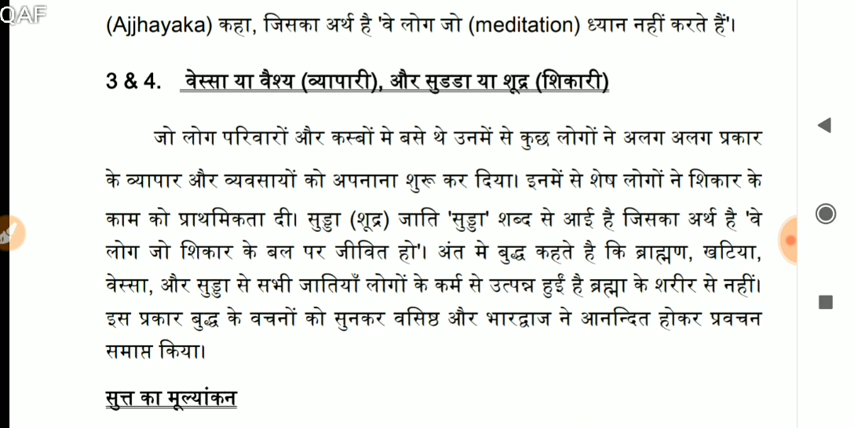 QAF
(Ajjhayaka) कहा, जिसका अर्थ है 'वे लोग जो (meditation) ध्यान नहीं करते हैं'।
3 & 4. वेस्सा या वैश्य (व्यापारी), और सुडडा या शूद्र (शिकारी)
जो लोग परिवारों और कस्बों मे बसे थे उनमें से कुछ लोगों ने अलग अलग प्रकार
के व्यापार और व्यवसायों को अपनाना शुरू कर दिया। इनमें से शेष लोगों ने शिकार के
काम को प्राथमिकता दी। सुड्डा (शूद्र) जाति 'सुड्डा' शब्द से आई है जिसका अर्थ है 'वे
लोग जो शिकार के बल पर जीवित हो'। अंत मे बुद्ध कहते है कि ब्राह्मण, खटिया,
वेस्सा, और सुड्डा से सभी जातियाँ लोगों के कर्म से उत्पन्न हुईं है ब्रह्मा के शरीर से नहीं।
इस प्रकार बुद्ध के वचनों को सुनकर वसिष्ठ और भारद्वाज ने आनन्दित होकर प्रवचन
समाप्त किया।
सुत्त का मूल्यांकन